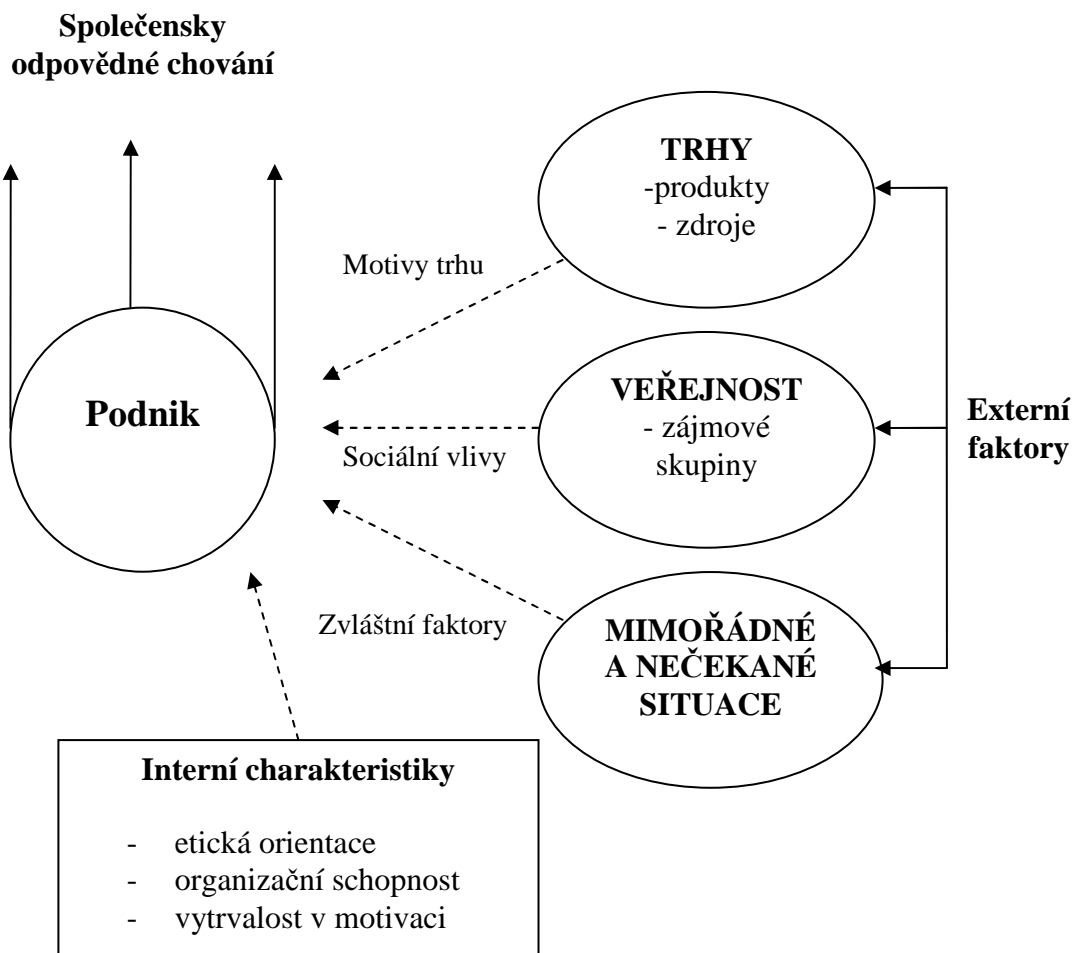 Společensky
odpovědné chování
TRHY
-produkty
- zdroje
Motivy trhu
Podnik
VEŘEJNOST
- zájmové
skupiny
Sociální vlivy
Externí
faktory
Zvláštní faktory
MIMOŘÁDNÉ
A NEČEKANÉ
SITUACE
Interní charakteristiky
- etická orientace
- organizační schopnost
- vytrvalost v motivaci